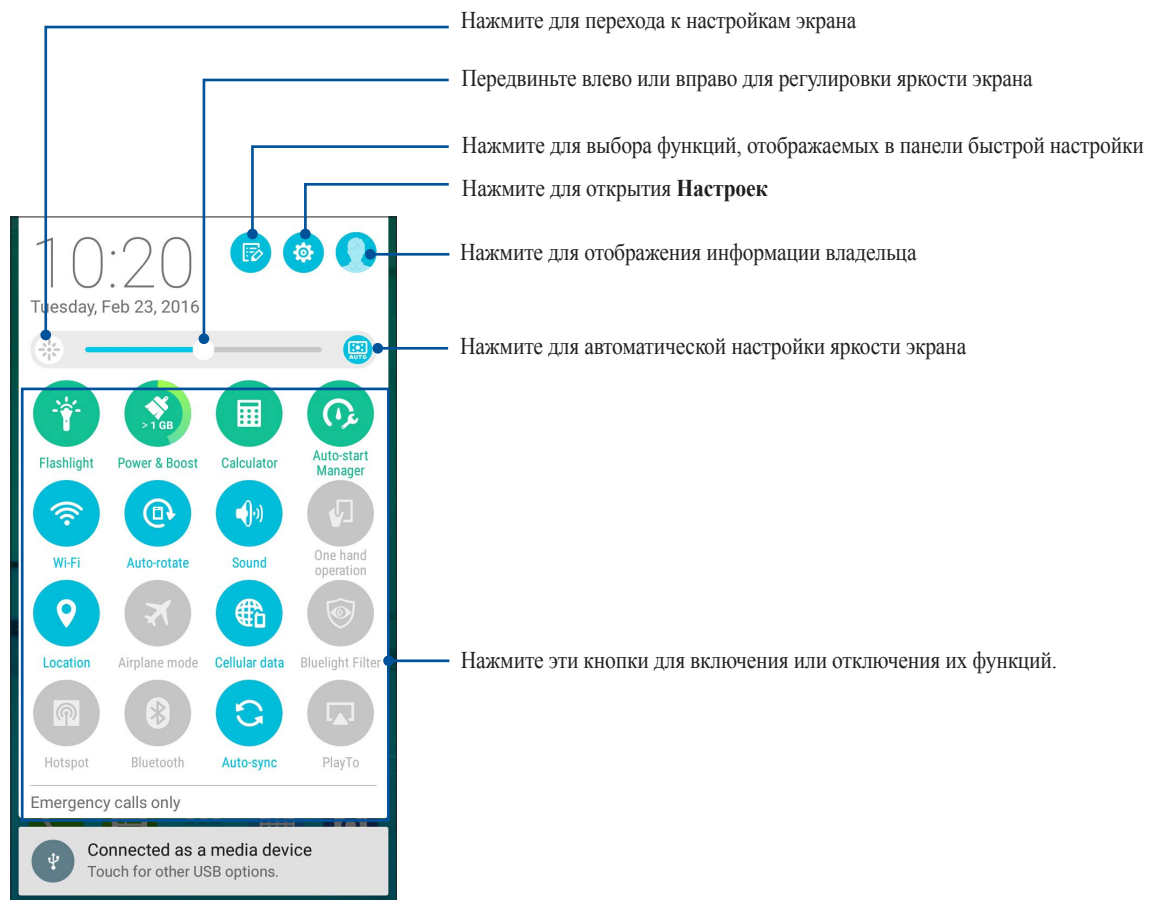 Нажмите для перехода к настройкам экрана
Передвиньте влево или вправо для регулировки яркости экрана
Нажмите для выбора функций, отображаемых в панели быстрой настройки
Нажмите для открытия Настроек
Нажмите для отображения информации владельца
Нажмите для автоматической настройки яркости экрана
Нажмите эти кнопки для включения или отключения их функций.
10:20
Tuesday, Feb 23, 2016
AUTO
> 1 GB
Flashlight
Power & Boost
Calculator
Auto-start
Manager
Wi-Fi
Auto-rotate
Sound
One hand
operation
Location
Airplane mode
Cellular data
Bluelight Filter
Hotspot
Bluetooth
Auto-sync
PlayTo
Emergency calls only
Connected as a media device
Touch for other USB options.